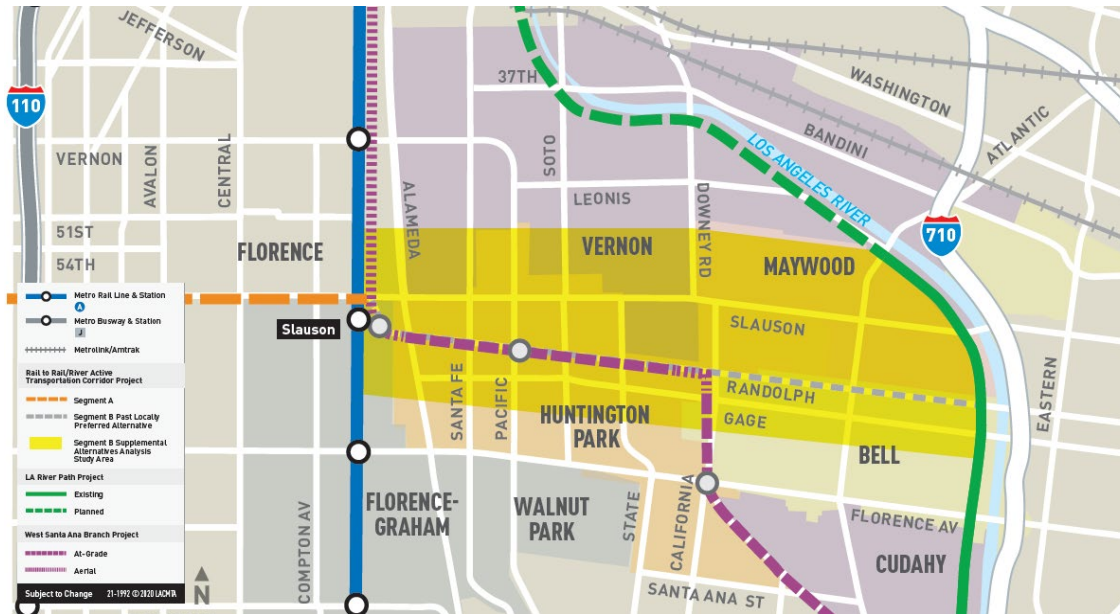 JEFFERSON
110
VERNON
AVALON
CENTRAL
51ST
54TH
FLORENCE
ALAMEDA
37TH
SOTO
LEONIS
VERNON
DOWNEY RD
MAYWOOD
LOS ANGELES RIVER
WASHINGTON
BANDINI
ATLANTIC
710
Slauson
SLAUSON
SANTA FE
PACIFIC
RANDOLPH
GAGE
EASTERN
HUNTINGTON
PARK
BELL
COMPTON AV
FLORENCE-
GRAHAM
WALNUT
PARK
STATE
CALIFORNIA
FLORENCE AV
CUDAHY
SANTA ANA ST
Metro Rail Line & Station
A
Metro Busway & Station
J
Metrolink/Amtrak
Rail to Rail/River Active
Transportation Corridor Project
Segment A
Segment B Past Locally
Preferred Alternative
Segment B Supplemental
Alternatives Analysis
Study Area
LA River Path Project
Existing
Planned
West Santa Ana Branch Project
At-Grade
Aerial
Subject to Change 21-1992 © 2020 LACMTA
N